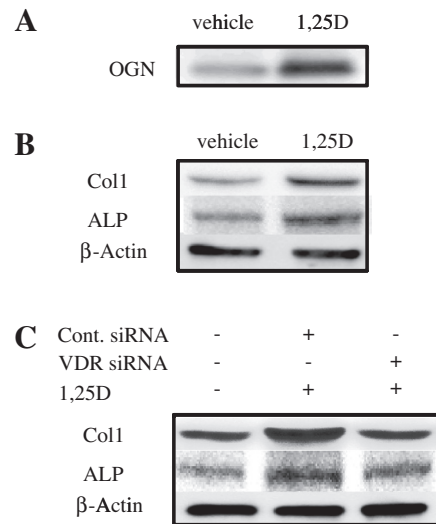 A
vehicle 1,25D
OGN
B
vehicle 1,25D
Col1
ALP
β-Actin
C
Cont. siRNA - + -
VDR siRNA - - +
1,25D - + +
Col1
ALP
β-Actin